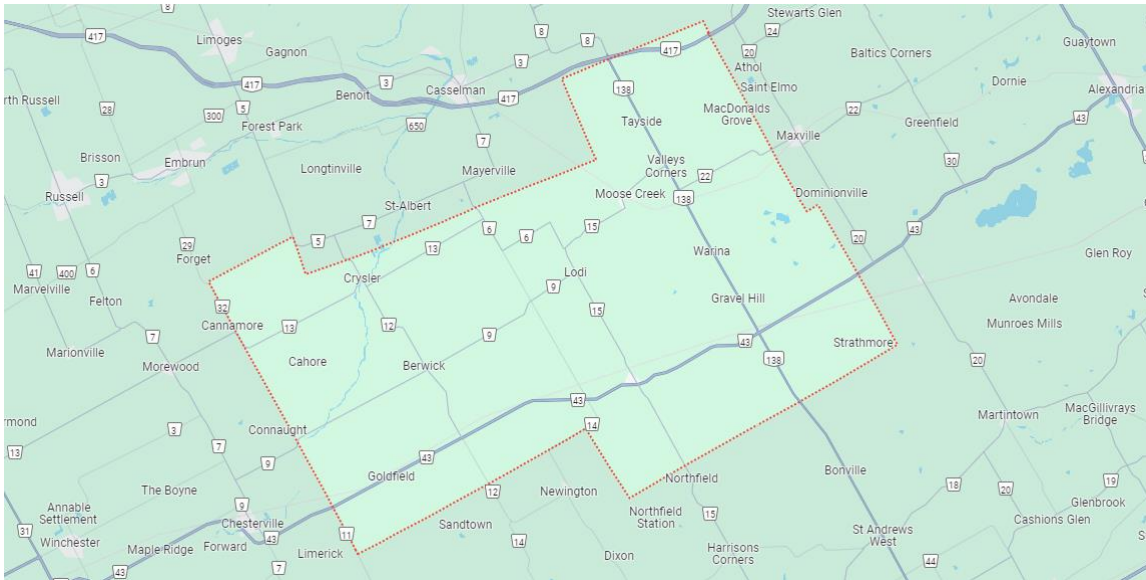 8
Stewarts Glen
417
Limoges
Gagnon
8
8
417
20
24
Baltics Corners
Guaytown
3
Athol
417
3
Benoit
Casselman
417
138
Saint Elmo
Dornie
Alexandria
rth Russell
28
300
5
Forest Park
650
Tayside
MacDonalds
Grove
22
Greenfield
43
7
Maxville
Brisson
Embrun
Longtinville
Mayerville
Valleys
Corners
22
30
3
Russell
Moose Creek
138
Dominionville
St-Albert
7
15
43
29
Forget
5
13
6
6
20
41
400
6
Crysler
Lodi
Warina
Glen Roy
Marvelville
Felton
32
9
Gravel Hill
Avondale
Cannamore
13
12
9
15
Munroes Mills
Marionville
7
Morewood
Cahore
Berwick
43
138
Strathmore
20
43
Martintown
MacGillivrays
Bridge
rmond
13
3
Connaught
14
7
9
43
Goldfield
Northfield
Bonville
The Boyne
12
Newington
18
20
19
Annable
Settlement
9
Glenbrook
Northfield
Station
15
Cashions Glen
31
Chesterville
Sandtown
St Andrews
West
Winchester
Maple Ridge
Forward
43
11
Limerick
14
Dixon
Harrisons
Corners
S
43
7
44